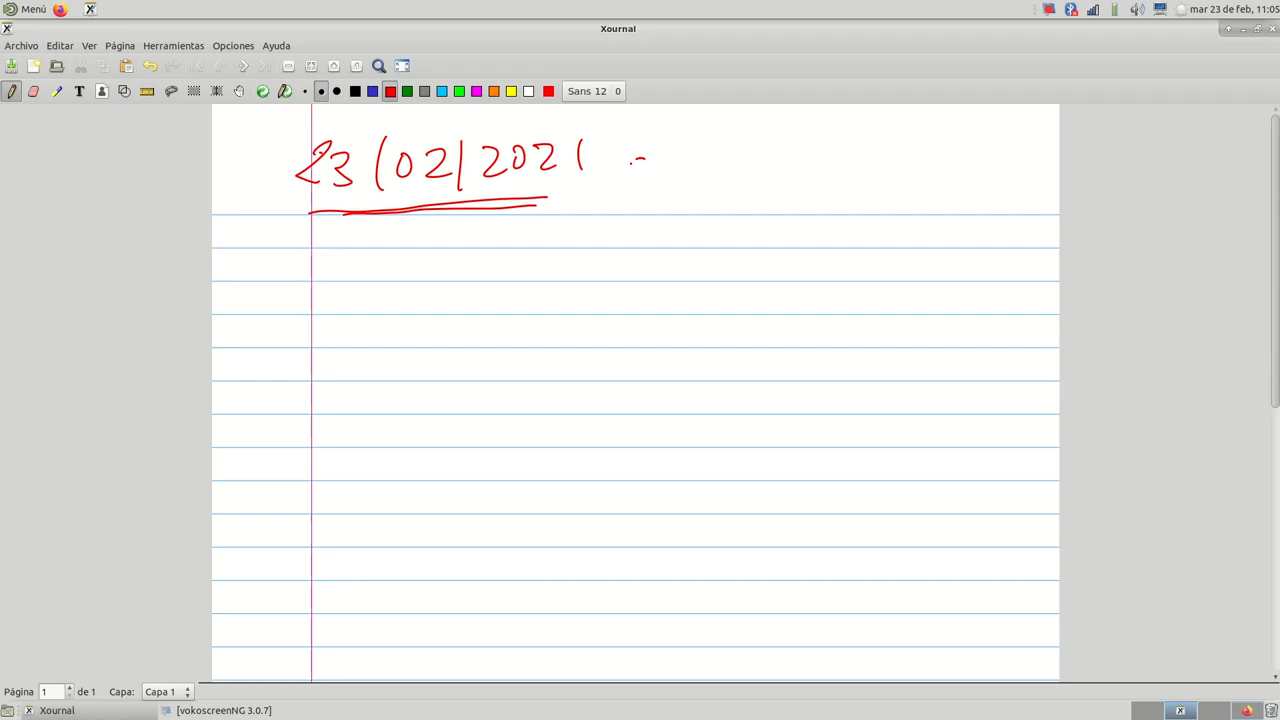 Menú mar 23 de feb, 11:05
Xournal
Archivo Editar Ver Página Herramientas Opciones Ayuda
T Sans 12 0
23/02/2021 -
Página 1 de 1 Capa: Capa 1
Xournal [vokoscreenNG 3.0.7]